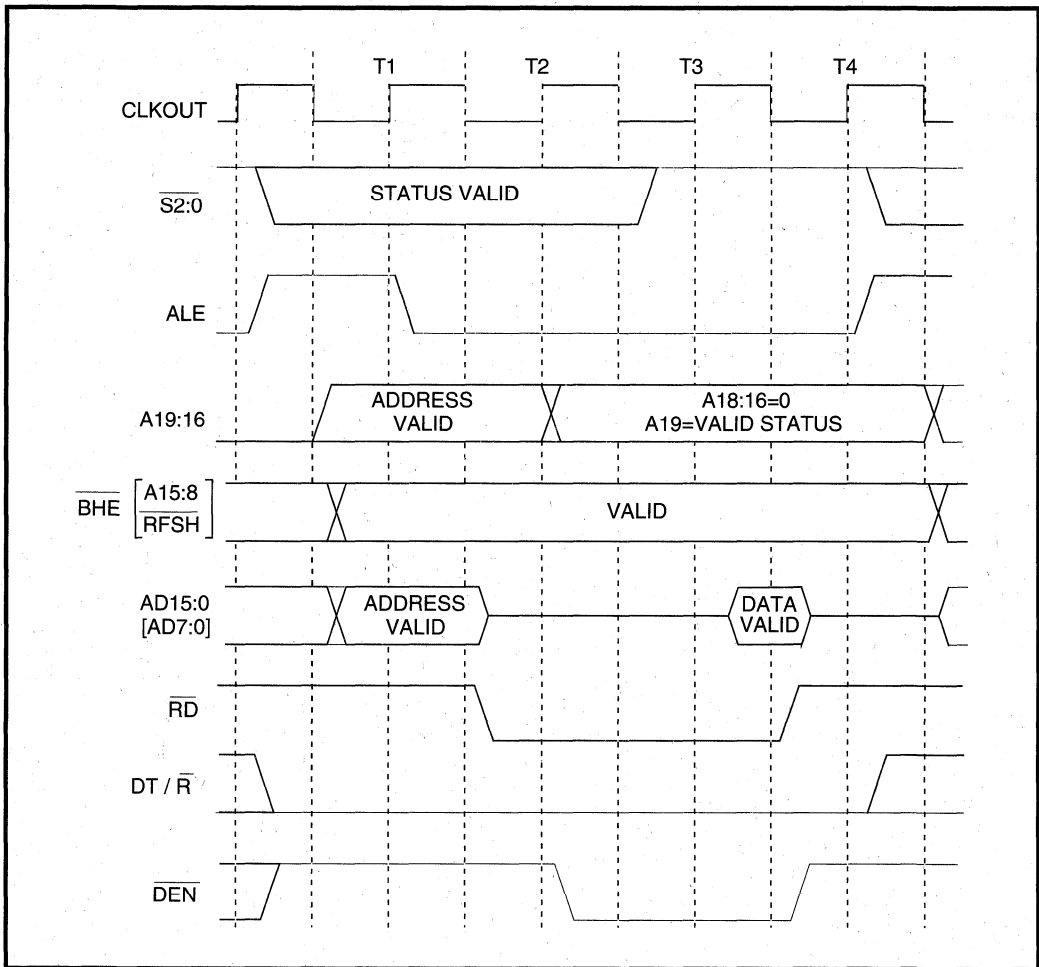 T1 T2 T3 T4
CLKOUT
S2:0
STATUS VALID
ALE
A19:16
ADDRESS
VALID
A18:16=0
A19=VALID STATUS
BHE [A15:8
RFSH]
VALID
AD15:0
[AD7:0]
ADDRESS
VALID
DATA
VALID
RD
DT / R
DEN